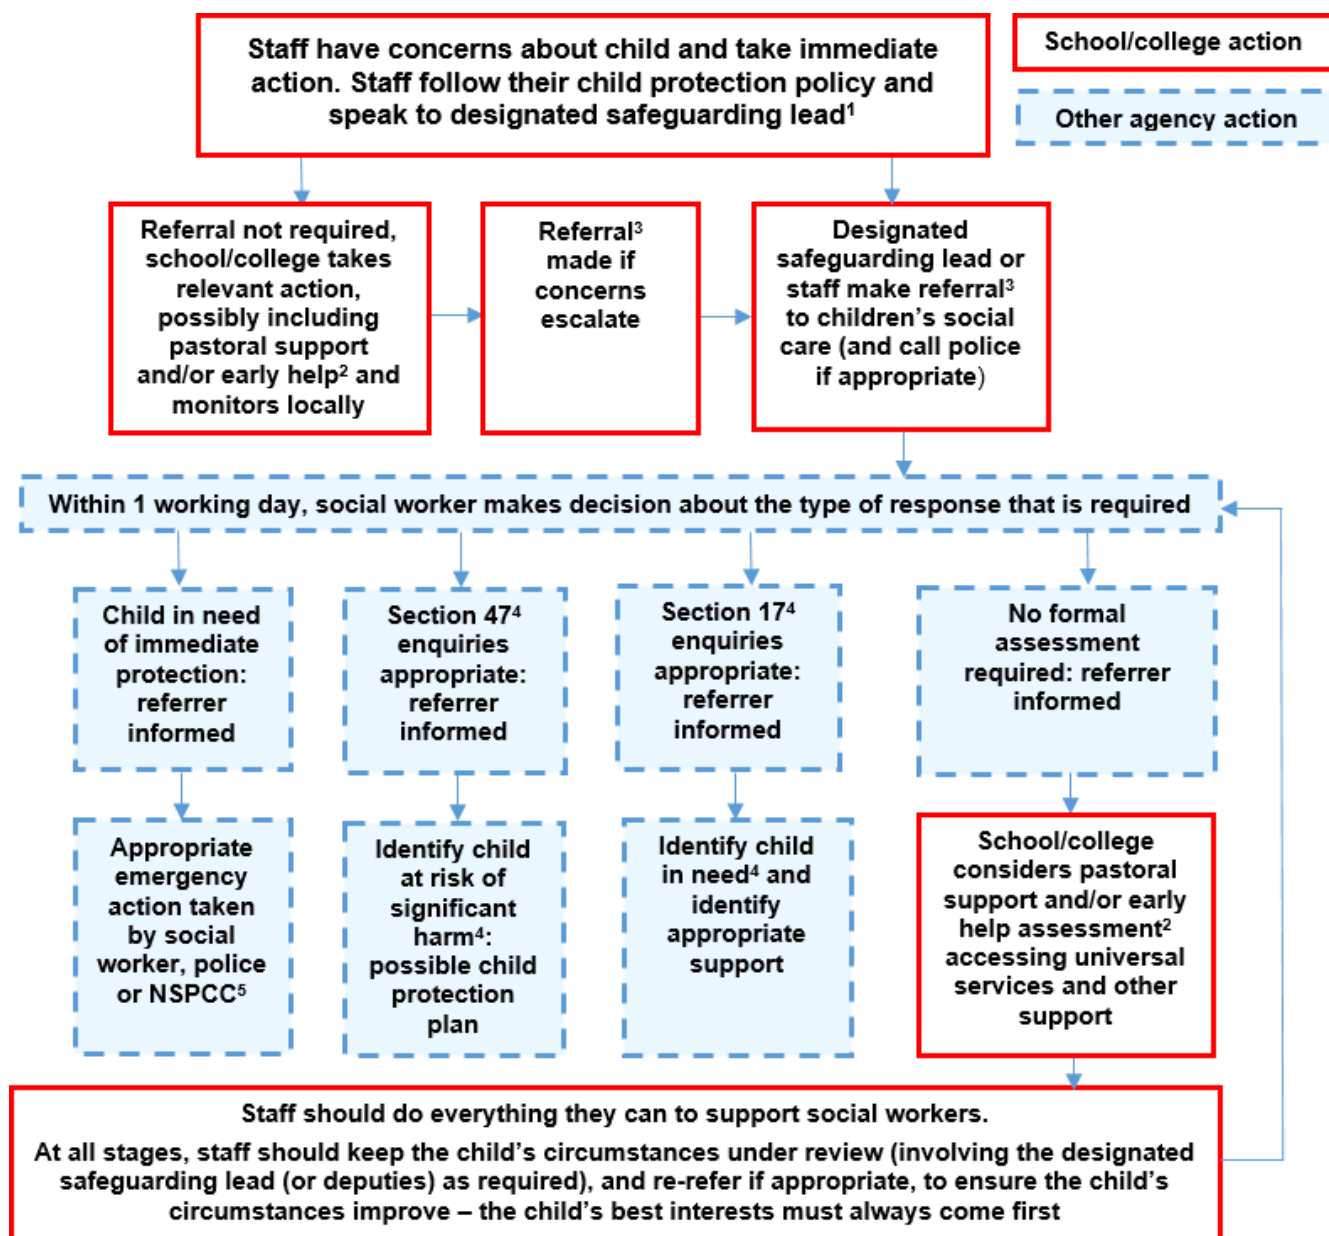 Staff have concerns about child and take immediate
action. Staff follow their child protection policy and
speak to designated safeguarding lead¹
School/college action
Other agency action
Referral not required,
school/college takes
relevant action,
possibly including
pastoral support
and/or early help² and
monitors locally
Referral³
made if
concerns
escalate
Designated
safeguarding lead or
staff make referral³
to children’s social
care (and call police
if appropriate)
Within 1 working day, social worker makes decision about the type of response that is required
Child in need
of immediate
protection:
referrer
informed
Section 47⁴
enquiries
appropriate:
referrer
informed
Section 17⁴
enquiries
appropriate:
referrer
informed
No formal
assessment
required: referrer
informed
Appropriate
emergency
action taken
by social
worker, police
or NSPCC⁵
Identify child
at risk of
significant
harm⁴:
possible child
protection
plan
Identify child
in need⁴ and
identify
appropriate
support
School/college
considers pastoral
support and/or early
help assessment²
accessing universal
services and other
support
Staff should do everything they can to support social workers.
At all stages, staff should keep the child’s circumstances under review (involving the designated
safeguarding lead (or deputies) as required), and re-refer if appropriate, to ensure the child’s
circumstances improve – the child’s best interests must always come first